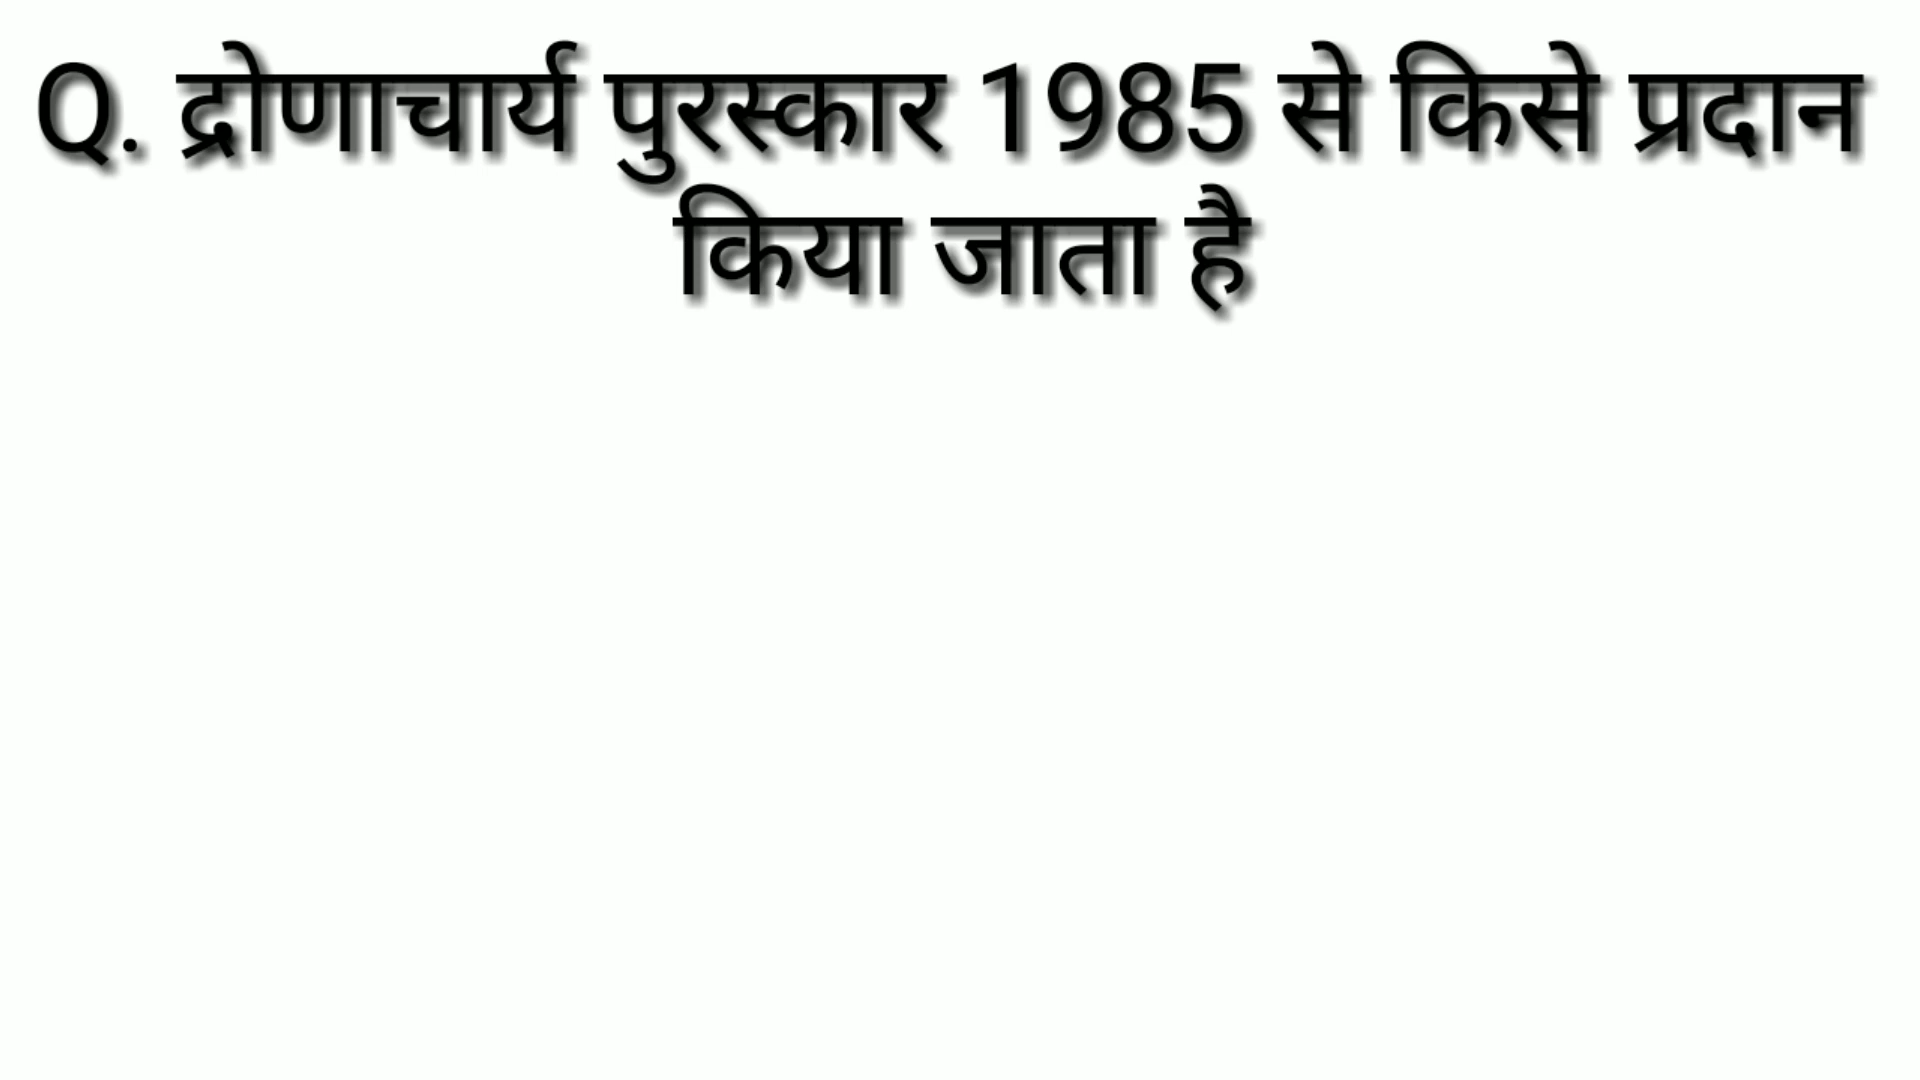 Q. द्रोणाचार्य पुरस्कार 1985 से किसे प्रदान
किया जाता है